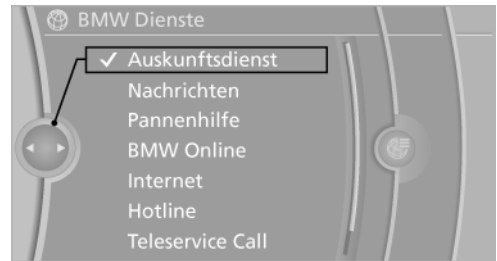 BMW Dienste
Auskunftsdienst
Nachrichten
Pannenhilfe
BMW Online
Internet
Hotline
Teleservice Call